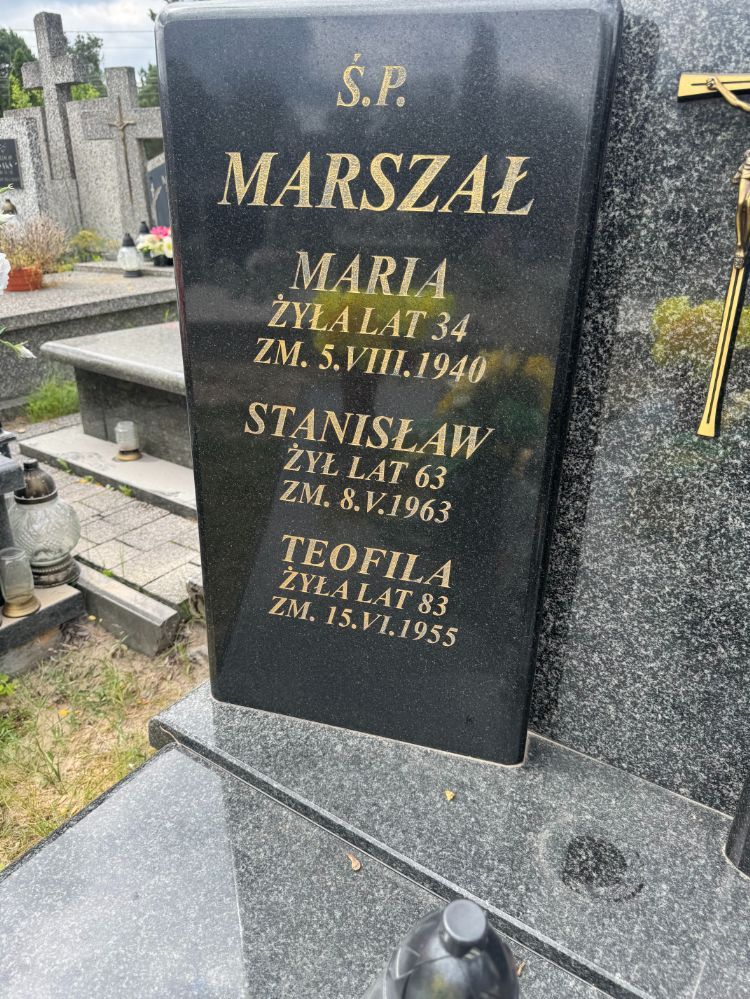 Ś.P.
MARSZAŁ
MARIA
ŻYŁA LAT 34
ZM. 5.VIII.1940
STANISŁAW
ŻYŁ LAT 63
ZM. 8.V.1963
TEOFILA
ŻYŁA LAT 83
ZM. 15.VI.1955